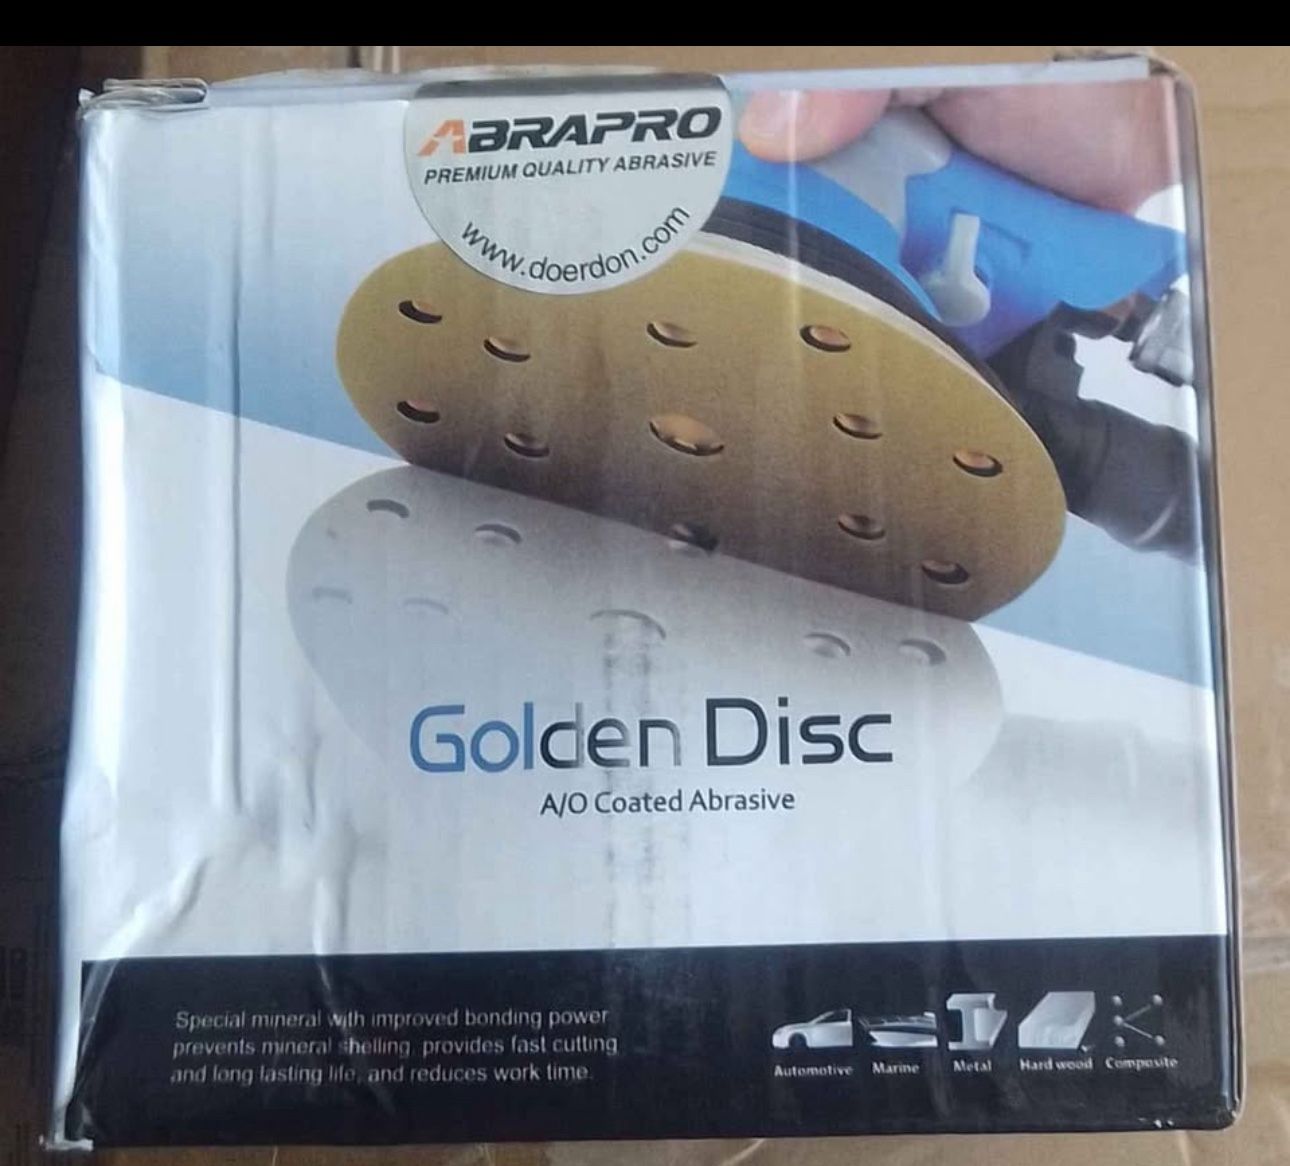 ABRAPRO
PREMIUM QUALITY ABRASIVE
www.doerdon.com
Golden Disc
A/O Coated Abrasive
Special mineral with improved bonding power
prevents mineral shelling, provides fast cutting
and long lasting life, and reduces work time.
Automotive Marine Metal Hard wood Composite